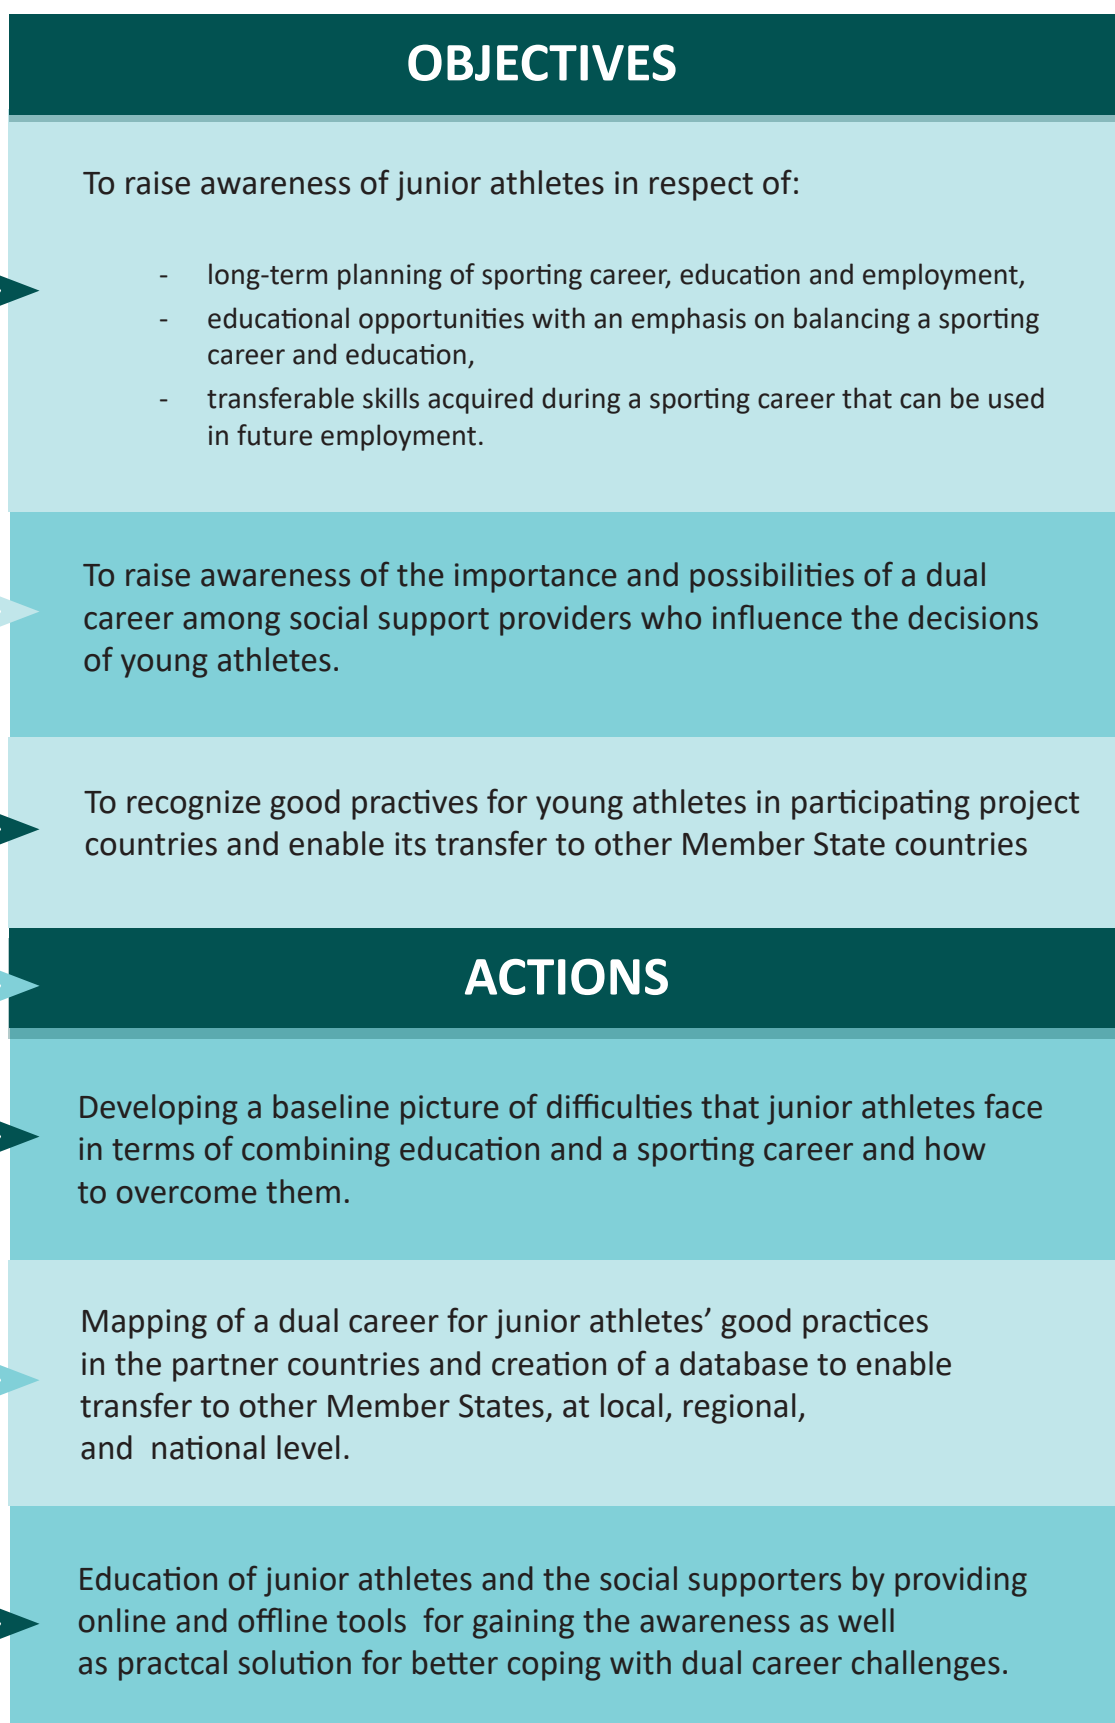 OBJECTIVES
To raise awareness of junior athletes in respect of:
- long-term planning of sporting career, education and employment,
- educational opportunities with an emphasis on balancing a sporting
career and education,
- transferable skills acquired during a sporting career that can be used
in future employment.
To raise awareness of the importance and possibilities of a dual
career among social support providers who influence the decisions
of young athletes.
To recognize good practives for young athletes in participating project
countries and enable its transfer to other Member State countries
ACTIONS
Developing a baseline picture of difficulties that junior athletes face
in terms of combining education and a sporting career and how
to overcome them.
Mapping of a dual career for junior athletes’ good practices
in the partner countries and creation of a database to enable
transfer to other Member States, at local, regional,
and  national level.
Education of junior athletes and the social supporters by providing
online and offline tools  for gaining the awareness as well
as practcal solution for better coping with dual career challenges.